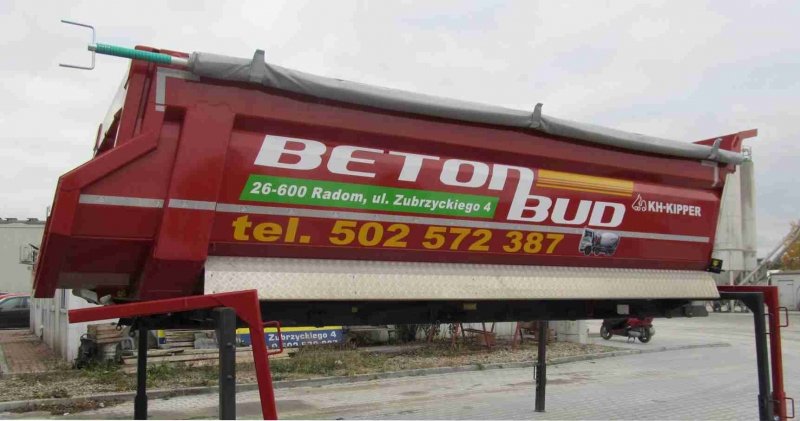 BETON BUD
26-600 Radom, ul. Zubrzyckiego 4
KH-KIPPER
tel. 502 572 387
Zubrzyckiego 4